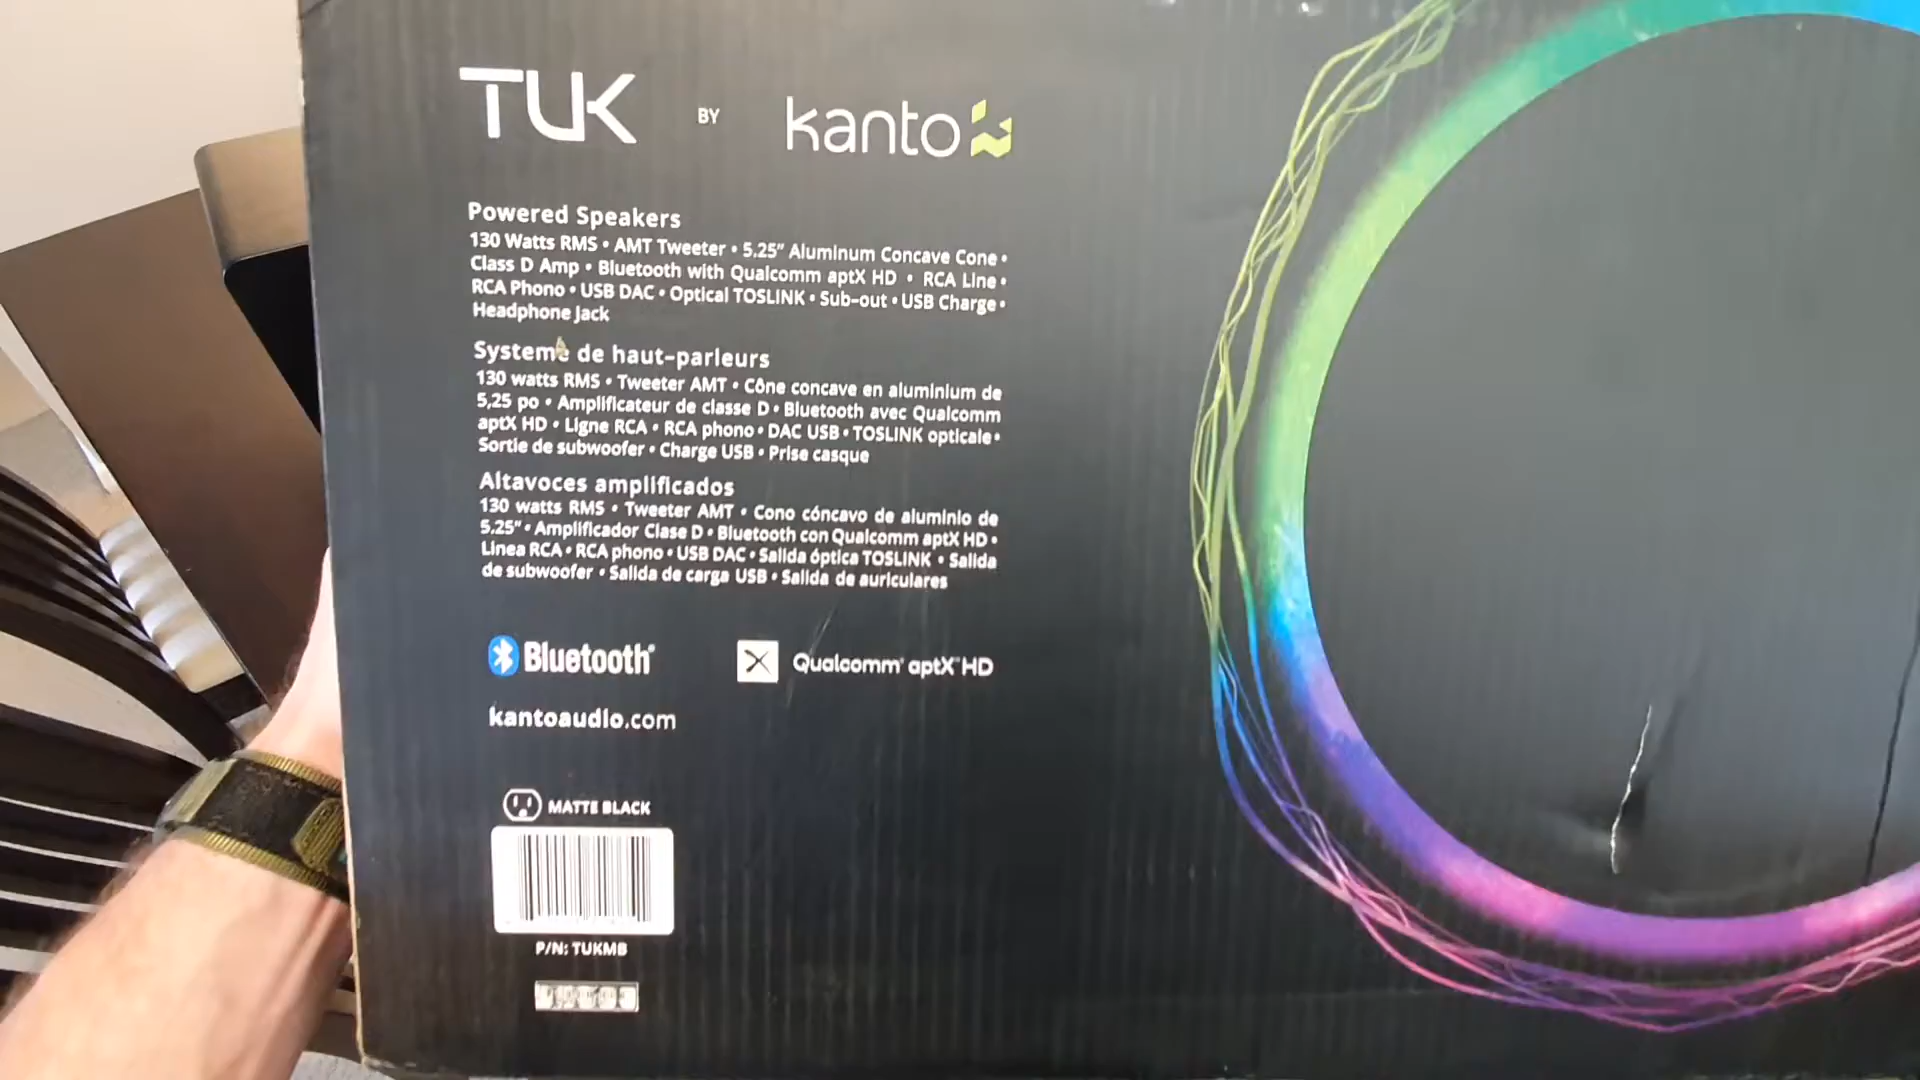 TUK BY kanto
Powered Speakers
130 Watts RMS • AMT Tweeter • 5.25" Aluminum Concave Cone •
Class D Amp • Bluetooth with Qualcomm aptX HD • RCA Line •
RCA Phono • USB DAC • Optical TOSLINK • Sub-out • USB Charge •
Headphone Jack
Systeme de haut-parleurs
130 watts RMS • Tweeter AMT • Cône concave en aluminium de
5,25 po • Amplificateur de classe D • Bluetooth avec Qualcomm
aptX HD • Ligne RCA • RCA phono • DAC USB • TOSLINK opticale •
Sortie de subwoofer • Charge USB • Prise casque
Altavoces amplificados
130 watts RMS • Tweeter AMT • Cono cóncavo de aluminio de
5.25" • Amplificador Clase D • Bluetooth con Qualcomm aptX HD •
Linea RCA • RCA phono • USB DAC • Salida óptica TOSLINK • Salida
de subwoofer • Salida de carga USB • Salida de auriculares
Bluetooth® Qualcomm® aptX™ HD
kantoaudio.com
MATTE BLACK
P/N: TUKMB